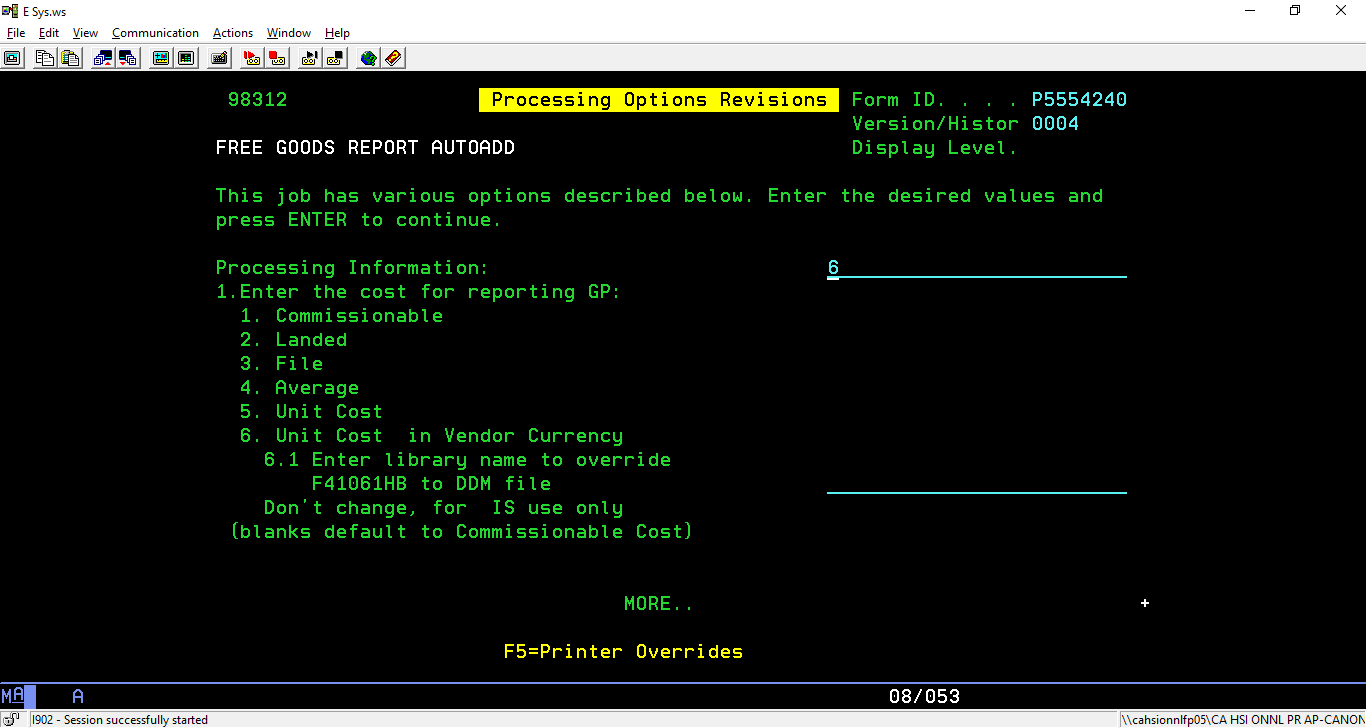 E Sys.ws
File Edit View Communication Actions Window Help
98312 Processing Options Revisions Form ID. . . . P5554240
Version/Histor 0004
FREE GOODS REPORT AUTOADD Display Level.
This job has various options described below. Enter the desired values and
press ENTER to continue.
Processing Information: 6
1.Enter the cost for reporting GP:
1. Commissionable
2. Landed
3. File
4. Average
5. Unit Cost
6. Unit Cost in Vendor Currency
6.1 Enter library name to override
F41061HB to DDM file
Don't change, for IS use only
(blanks default to Commissionable Cost)
MORE.. +
F5=Printer Overrides
MA A 08/053
I902 - Session successfully started \\cahsionnlfp05\CA HSI ONNL PR AP-CANON